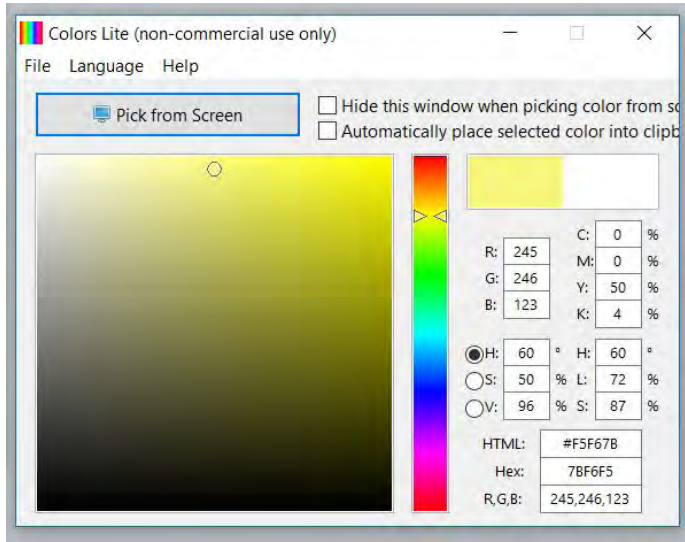 Colors Lite (non-commercial use only)
File Language Help
Pick from Screen
Hide this window when picking color from sc
Automatically place selected color into clipb
R: 245
G: 246
B: 123
C: 0 %
M: 0 %
Y: 50 %
K: 4 %
H: 60 ° H: 60 °
S: 50 % L: 72 %
V: 96 % S: 87 %
HTML: #F5F67B
Hex: 7BF6F5
R,G,B: 245,246,123